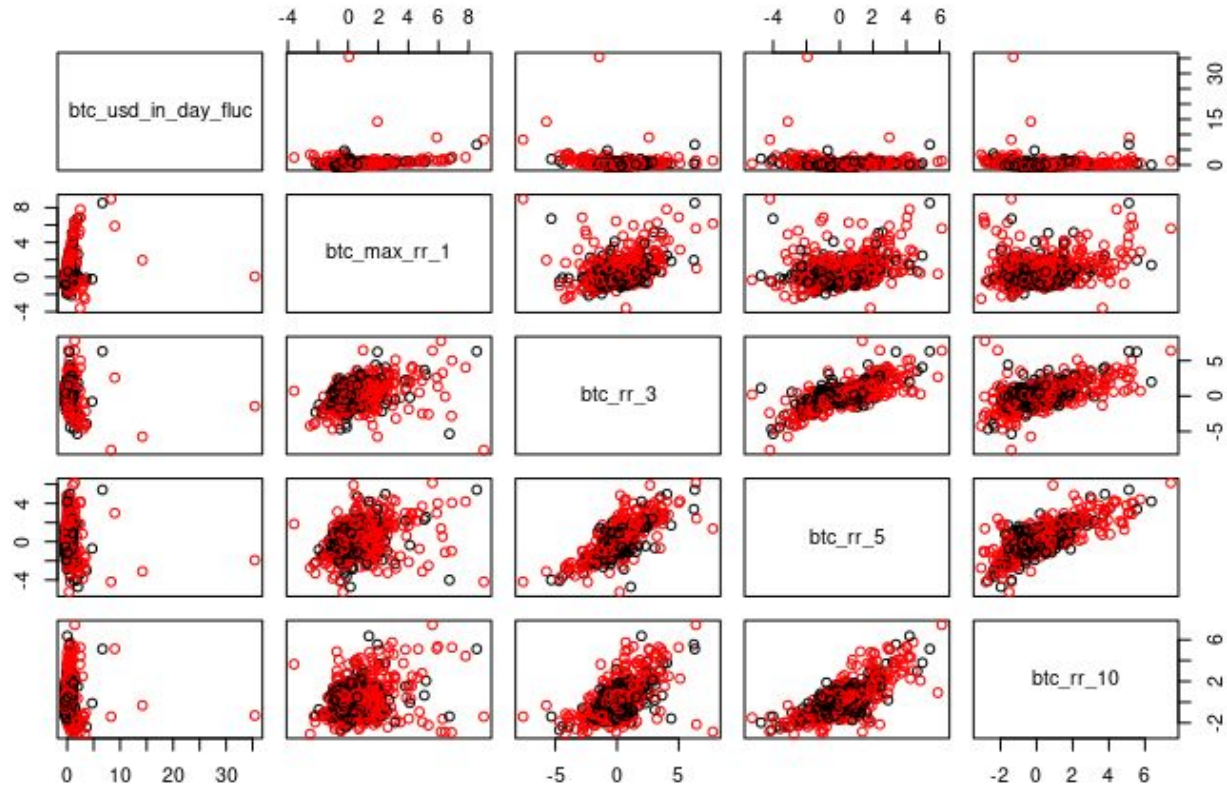 -4 0 2 4 6 8
-4 0 2 4 6
btc_usd_in_day_fluc
0 15 30
-4 0 4 8
btc_max_rr_1
btc_rr_3
-5 0 5
-4 0 4
btc_rr_5
btc_rr_10
-2 2 6
0 10 20 30
-5 0 5
-2 0 2 4 6